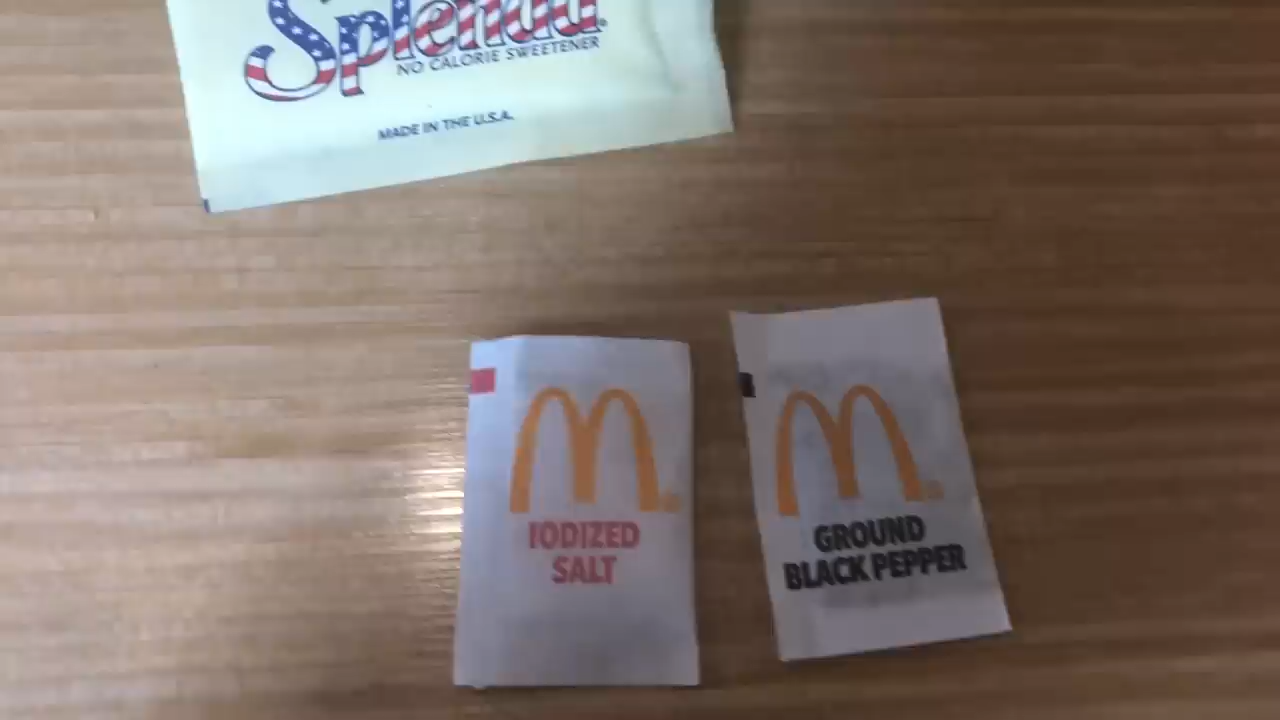 Splenda®
NO CALORIE SWEETENER
MADE IN THE U.S.A.
M®
IODIZED
SALT
M®
GROUND
BLACK PEPPER